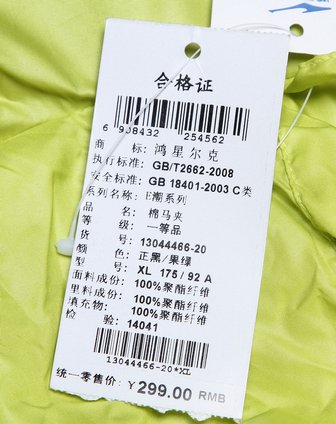 合格证
6 908432 254562
商 标: 鸿星尔克
执行标准: GB/T2662-2008
安全标准: GB 18401-2003 C类
系列名称: E潮系列
品 名: 棉马夹
等 级: 一等品
货 号: 13044466-20
颜 色: 正黑/果绿
型 号: XL 175/92 A
面料成份: 100%聚酯纤维
里料成份: 100%聚酯纤维
填充物: 100%聚酯纤维
检 验: 14041
13044466-20*XL
统一零售价: ¥299.00 RMB